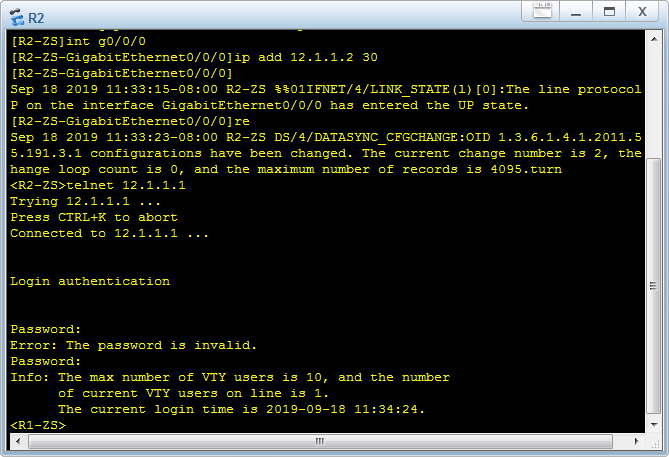 R2
[R2-ZS]int g0/0/0
[R2-ZS-GigabitEthernet0/0/0]ip add 12.1.1.2 30
[R2-ZS-GigabitEthernet0/0/0]
Sep 18 2019 11:33:15-08:00 R2-ZS %%01IFNET/4/LINK_STATE(l)[0]:The line protocol
P on the interface GigabitEthernet0/0/0 has entered the UP state.
[R2-ZS-GigabitEthernet0/0/0]re
Sep 18 2019 11:33:23-08:00 R2-ZS DS/4/DATASYNC_CFGCHANGE:OID 1.3.6.1.4.1.2011.5
5.191.3.1 configurations have been changed. The current change number is 2, the
hange loop count is 0, and the maximum number of records is 4095.turn
<R2-ZS>telnet 12.1.1.1
Trying 12.1.1.1 ...
Press CTRL+K to abort
Connected to 12.1.1.1 ...
Login authentication
Password:
Error: The password is invalid.
Password:
Info: The max number of VTY users is 10, and the number
of current VTY users on line is 1.
The current login time is 2019-09-18 11:34:24.
<R1-ZS>